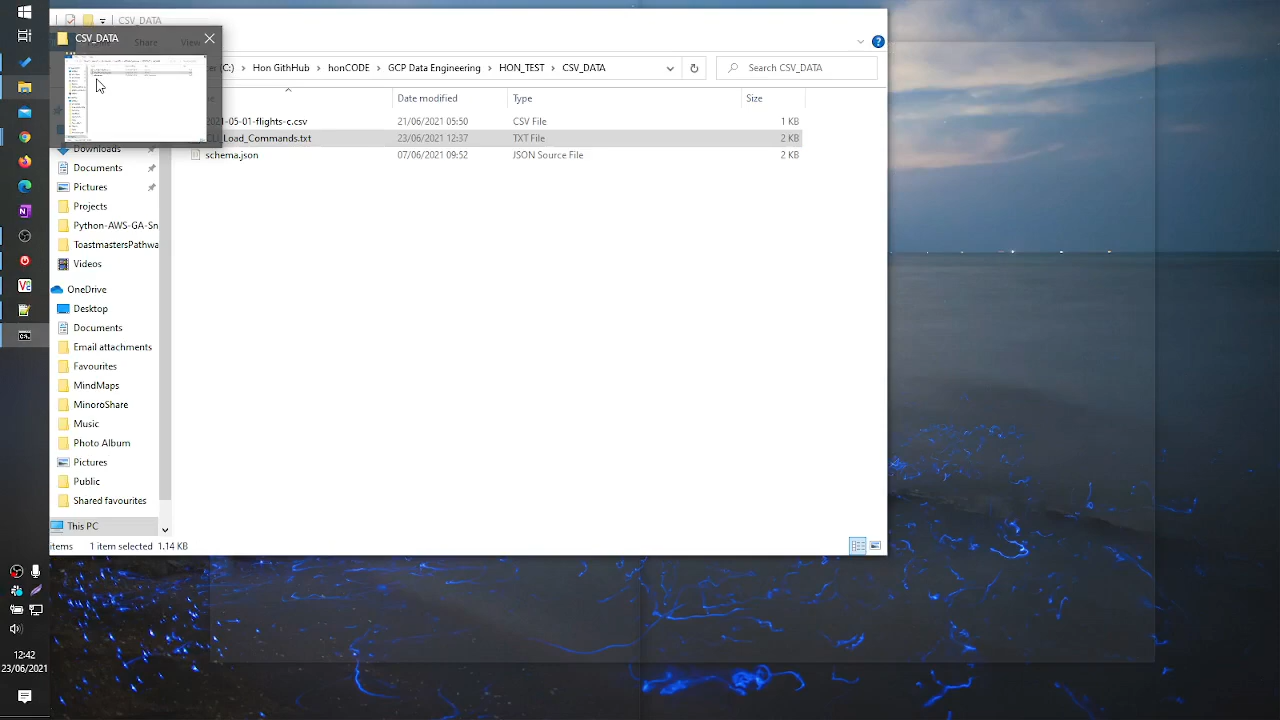 CSV_DATA
CSV_DATA
Share
View
er (C:) > Hon GithHub > honCODE > GCP Data Engineering > HON_TEST > CSV_DATA
Search CSV_DATA
Date modified
Type
Size
021-05-01-flights-c.csv 21/06/2021 05:50 CSV File 1 KB
CLI_Load_Commands.txt 23/06/2021 12:37 TXT File 2 KB
schema.json 07/06/2021 09:52 JSON Source File 2 KB
Downloads
Documents
Pictures
Projects
Python-AWS-GA-Sn
ToastmastersPathwa
Videos
OneDrive
Desktop
Documents
Email attachments
Favourites
MindMaps
MinoroShare
Music
Photo Album
Pictures
Public
Shared favourites
This PC
items 1 item selected 1.14 KB
12:42
23/06/2021